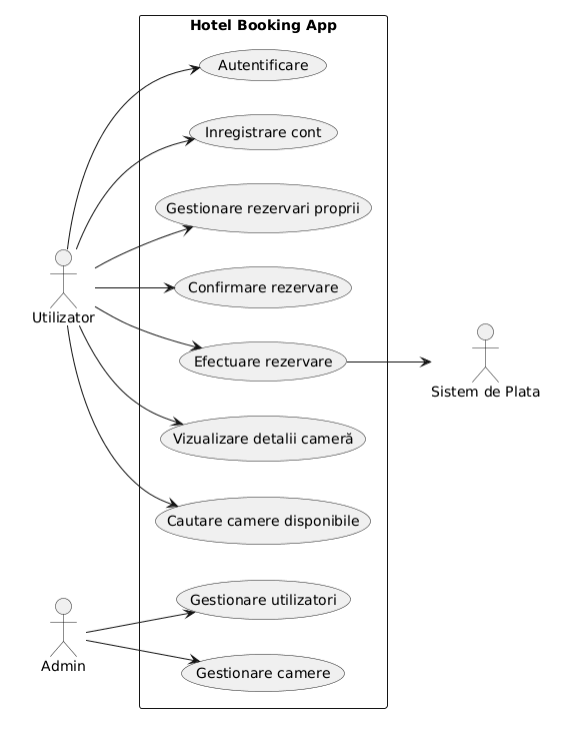 Hotel Booking App
Autentificare
Inregistrare cont
Gestionare rezervari proprii
Confirmare rezervare
Utilizator
Efectuare rezervare
Sistem de Plata
Vizualizare detalii cameră
Cautare camere disponibile
Gestionare utilizatori
Admin
Gestionare camere